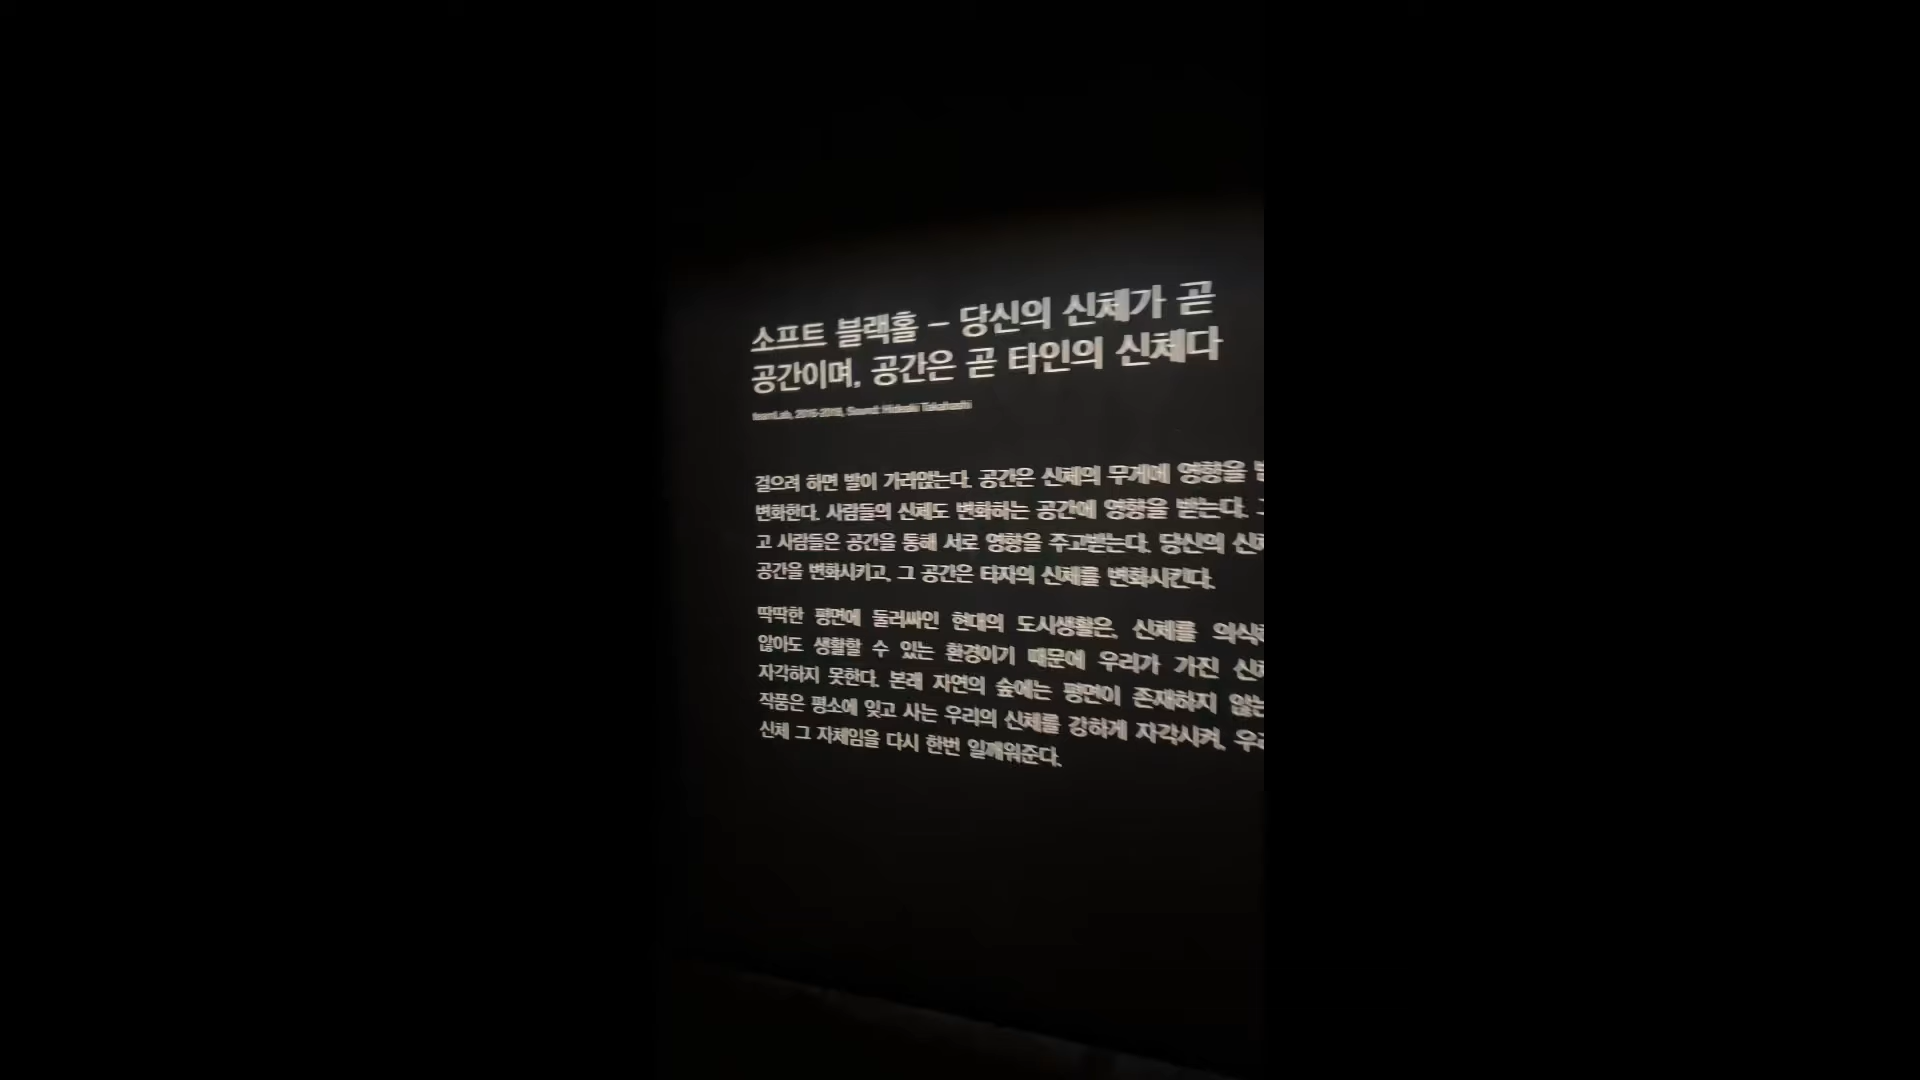 소프트 블랙홀 – 당신의 신체가 곧
공간이며, 공간은 곧 타인의 신체다
teamLab, 2016-2018, Sound: Hideaki Takahashi
걸으려 하면 발이 가라앉는다. 공간은 신체의 무게에 영향을
변화한다. 사람들의 신체도 변화하는 공간에 영향을 받는다.
고 사람들은 공간을 통해 서로 영향을 주고받는다. 당신의
공간을 변화시키고, 그 공간은 타자의 신체를 변화시킨다.
딱딱한 평면에 둘러싸인 현대의 도시생활은, 신체를
않아도 생활할 수 있는 환경이기 때문에 우리가 가진
자각하지 못한다. 본래 자연의 숲에는 평면이 존재하지
작품은 평소에 잊고 사는 우리의 신체를 강하게 자각시켜,
신체 그 자체임을 다시 한번 일깨워준다.